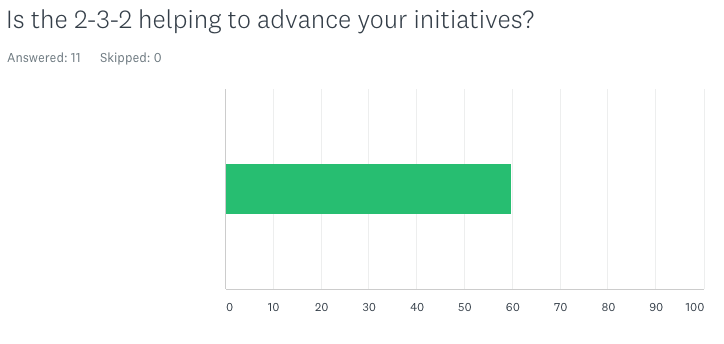 Is the 2-3-2 helping to advance your initiatives?
Answered: 11 Skipped: 0
0 10 20 30 40 50 60 70 80 90 100